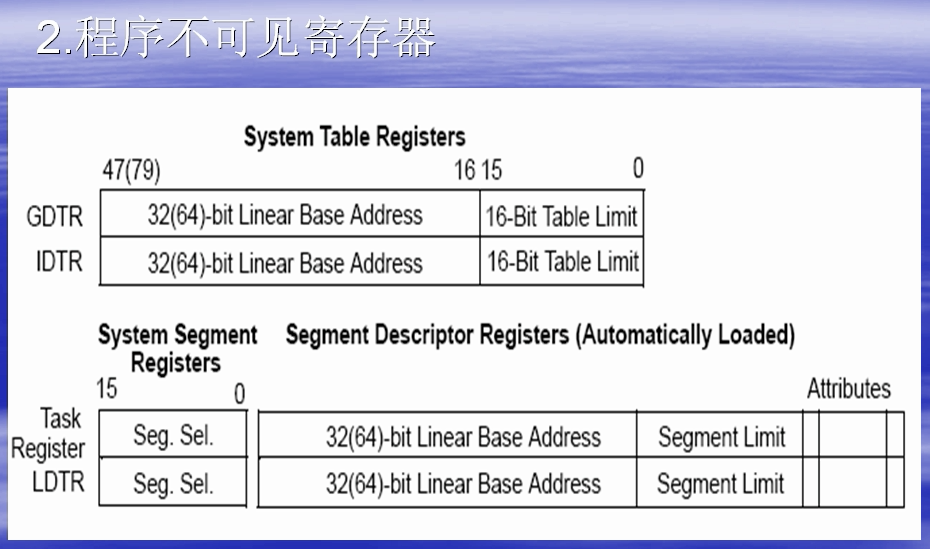 2.程序不可见寄存器
System Table Registers
47(79) 16 15 0
GDTR 32(64)-bit Linear Base Address 16-Bit Table Limit
IDTR 32(64)-bit Linear Base Address 16-Bit Table Limit
System Segment Registers
Segment Descriptor Registers (Automatically Loaded)
15 0 Attributes
Task Register Seg. Sel. 32(64)-bit Linear Base Address Segment Limit
LDTR Seg. Sel. 32(64)-bit Linear Base Address Segment Limit